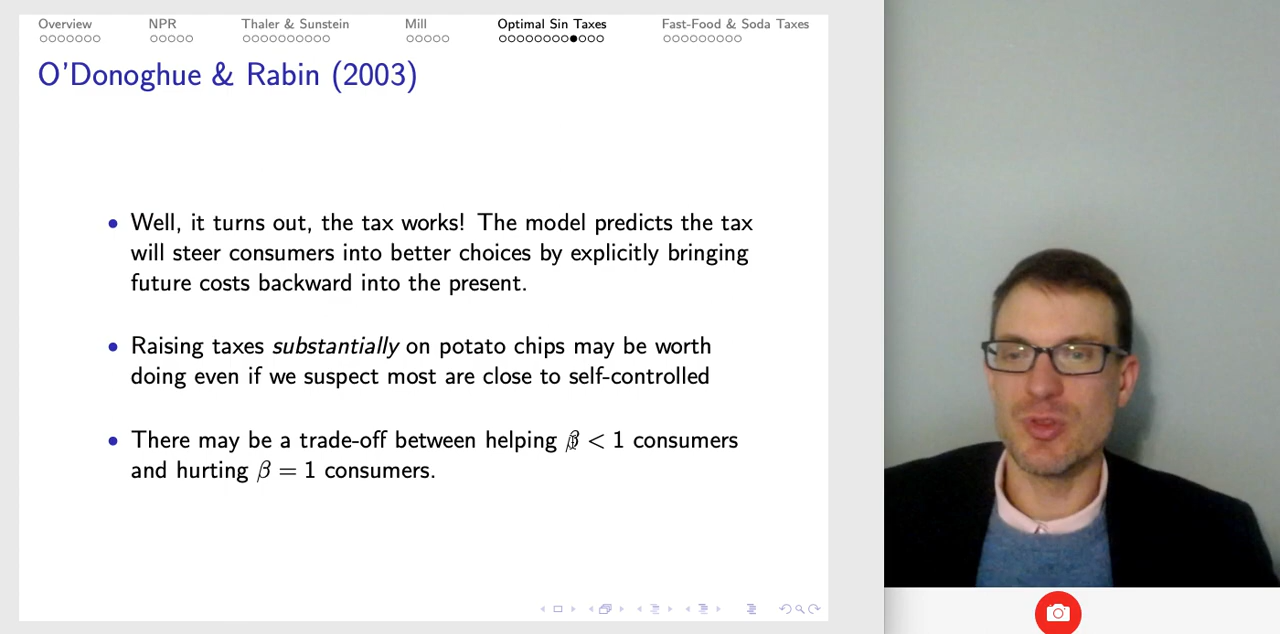 Overview NPR Thaler & Sunstein Mill Optimal Sin Taxes Fast-Food & Soda Taxes
O'Donoghue & Rabin (2003)
• Well, it turns out, the tax works! The model predicts the tax
will steer consumers into better choices by explicitly bringing
future costs backward into the present.
• Raising taxes substantially on potato chips may be worth
doing even if we suspect most are close to self-controlled
• There may be a trade-off between helping β < 1 consumers
and hurting β = 1 consumers.